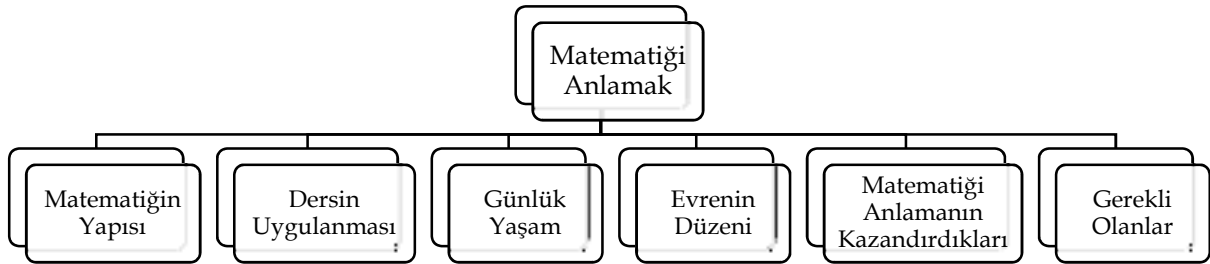 Matematiği
Anlamak
Matematiğin
Yapısı
Dersin
Uygulanması
Günlük
Yaşam
Evrenin
Düzeni
Matematiği
Anlamanın
Kazandırdıkları
Gerekli
Olanlar